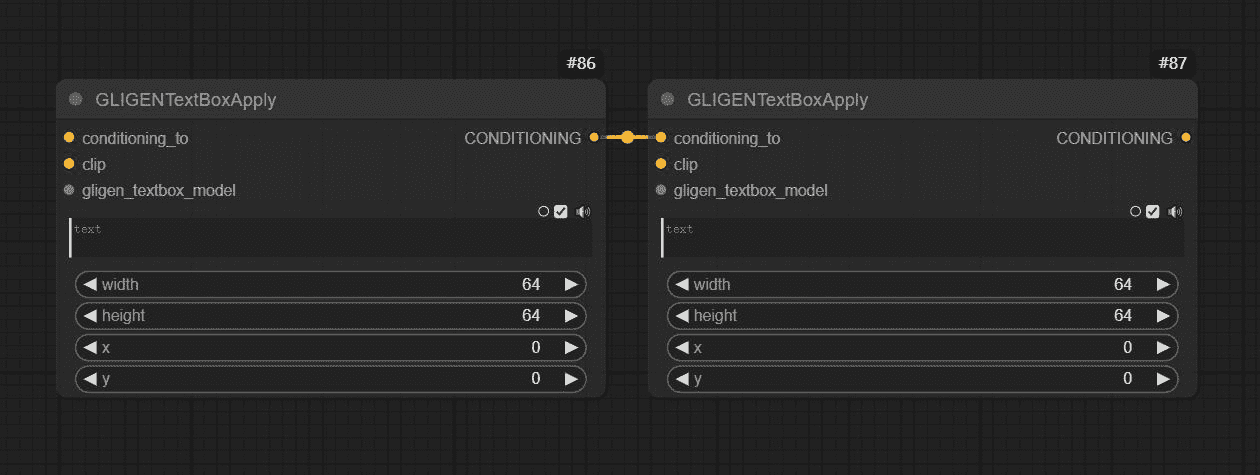 #86
GLIGENTextBoxApply
conditioning_to CONDITIONING
clip
gligen_textbox_model
text
width 64
height 64
x 0
y 0
#87
GLIGENTextBoxApply
conditioning_to CONDITIONING
clip
gligen_textbox_model
text
width 64
height 64
x 0
y 0